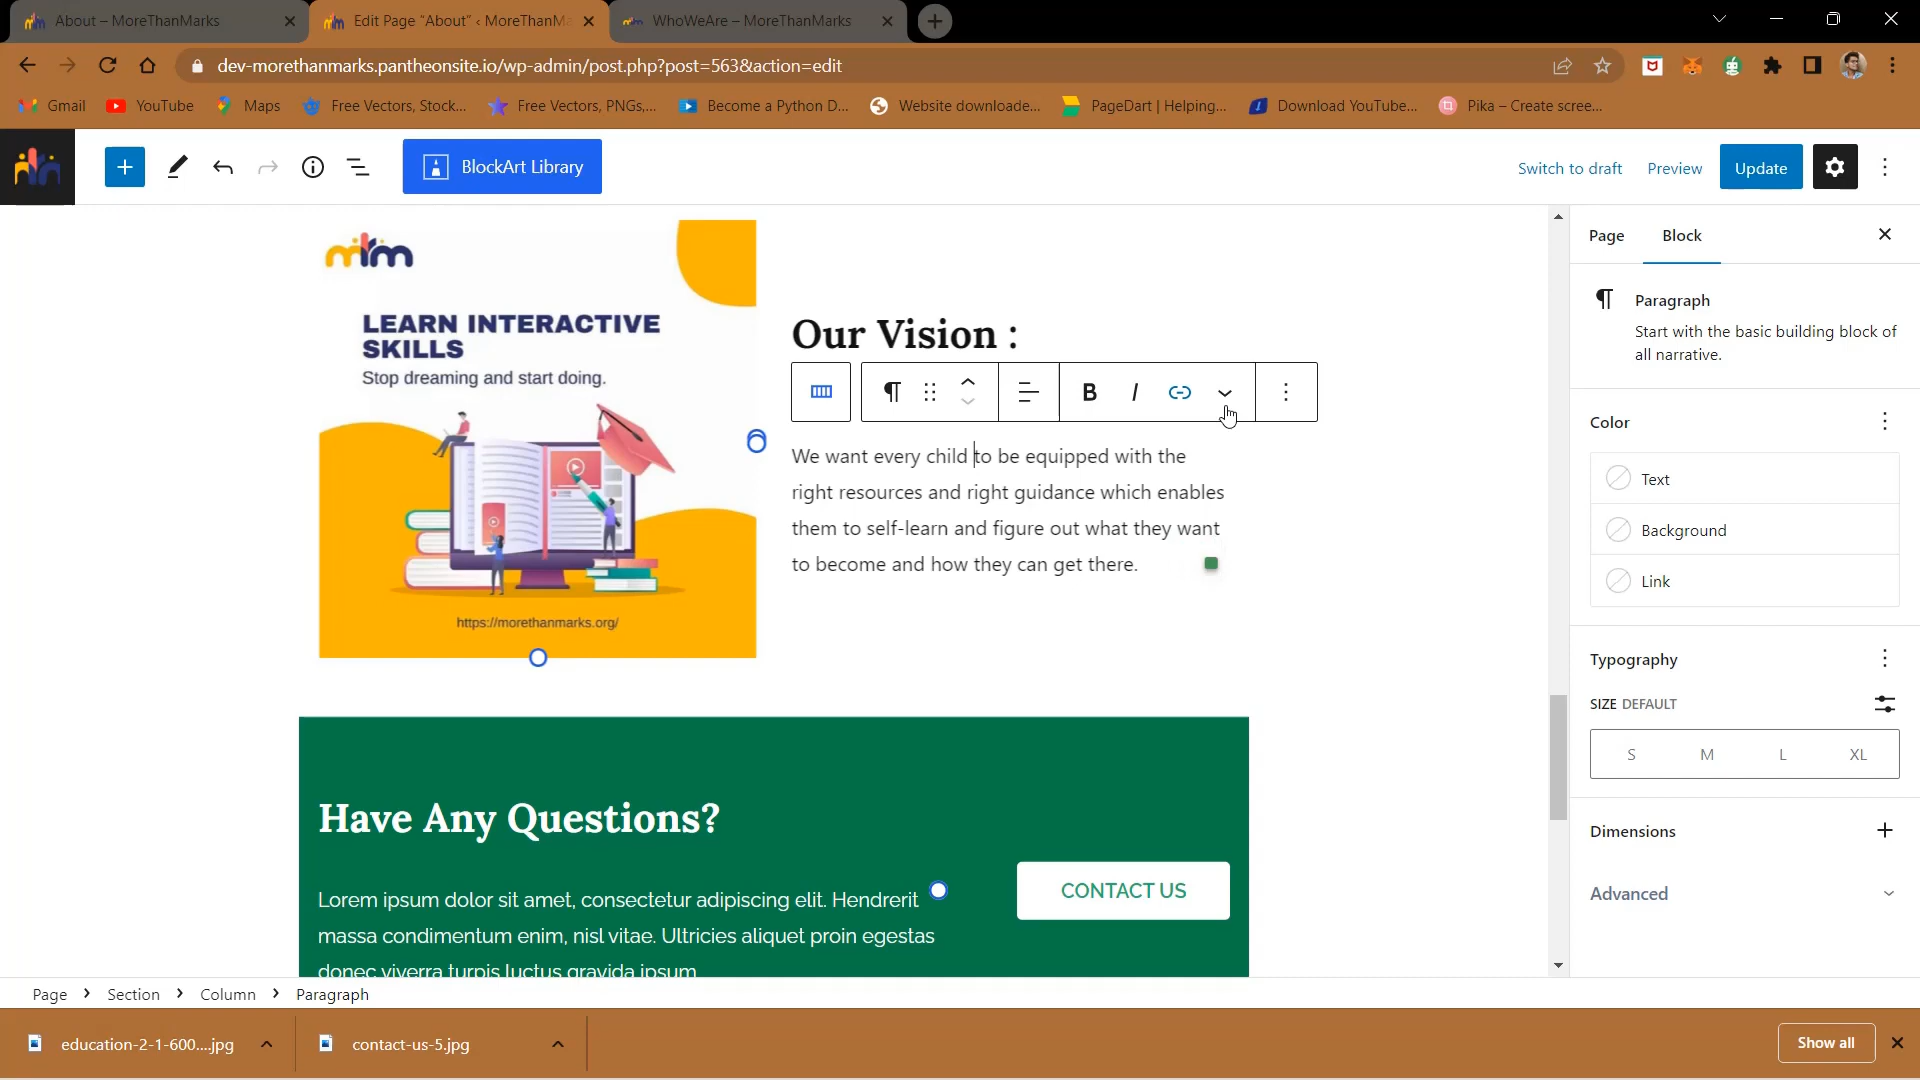 About – MoreThanMarks
Edit Page "About" ‹ MoreThanM
WhoWeAre – MoreThanMarks
dev-morethanmarks.pantheonsite.io/wp-admin/post.php?post=563&action=edit
Gmail
YouTube
Maps
Free Vectors, Stock...
Free Vectors, PNGs,...
Become a Python D...
Website downloade...
PageDart | Helping...
Download YouTube...
Pika – Create scree...
BlockArt Library
Switch to draft
Preview
Update
Page
Block
Paragraph
Start with the basic building block of
all narrative.
Color
Text
Background
Link
Typography
SIZE DEFAULT
S
M
L
XL
Dimensions
Advanced
mtm
LEARN INTERACTIVE
SKILLS
Stop dreaming and start doing.
https://morethanmarks.org/
Our Vision :
B
I
We want every child to be equipped with the
right resources and right guidance which enables
them to self-learn and figure out what they want
to become and how they can get there.
Have Any Questions?
Lorem ipsum dolor sit amet, consectetur adipiscing elit. Hendrerit
massa condimentum enim, nisl vitae. Ultricies aliquet proin egestas
donec viverra turpis luctus gravida ipsum
CONTACT US
Page
Section
Column
Paragraph
education-2-1-600....jpg
contact-us-5.jpg
Show all